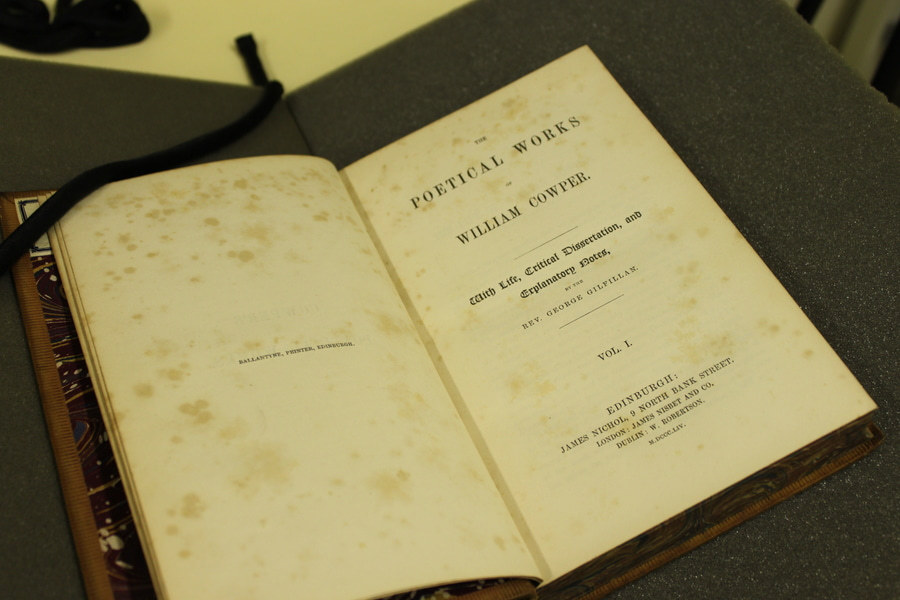 BALLANTYNE, PRINTER, EDINBURGH.
THE
POETICAL WORKS
OF
WILLIAM COWPER.
With Life, Critical Dissertation, and
Explanatory Notes,
BY THE
REV. GEORGE GILFILLAN.
VOL. I.
EDINBURGH:
JAMES NICHOL, 9 NORTH BANK STREET.
LONDON: JAMES NISBET AND CO.
DUBLIN: W. ROBERTSON.
M.DCCC.LIV.